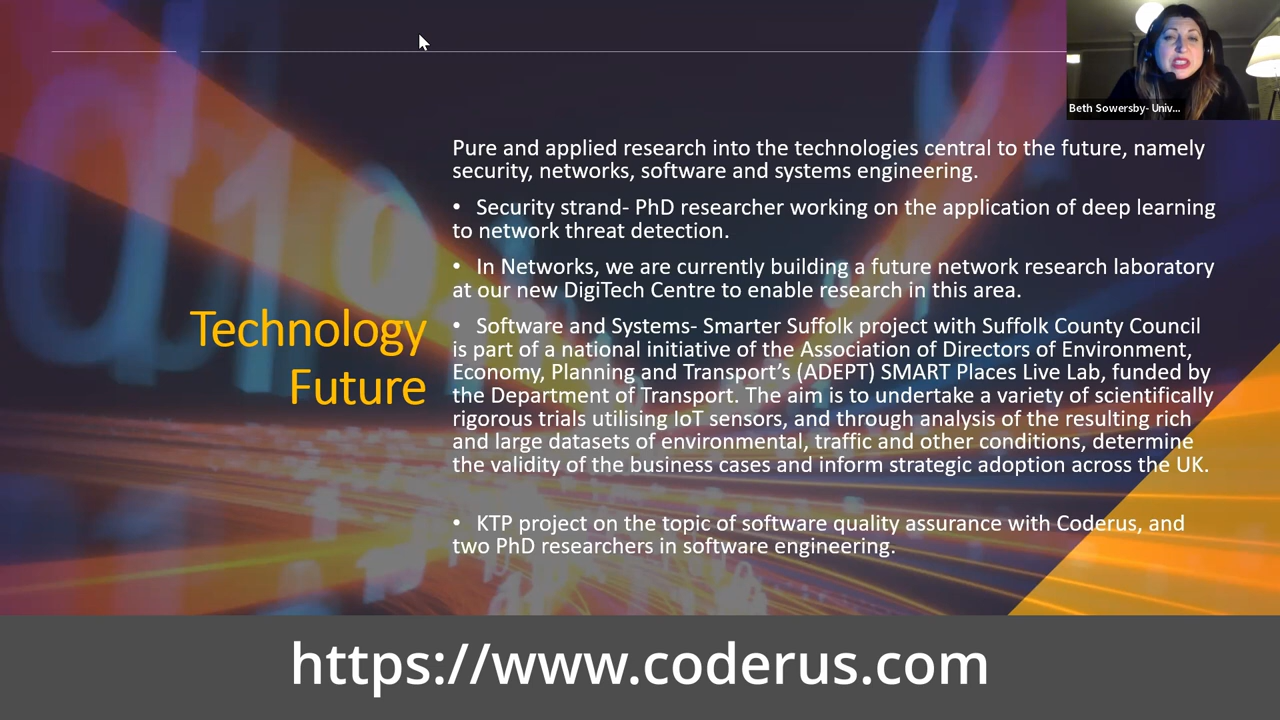 Beth Sowersby- Univ...
Pure and applied research into the technologies central to the future, namely
security, networks, software and systems engineering.
• Security strand- PhD researcher working on the application of deep learning
to network threat detection.
• In Networks, we are currently building a future network research laboratory
at our new DigiTech Centre to enable research in this area.
Technology
Future
• Software and Systems- Smarter Suffolk project with Suffolk County Council
is part of a national initiative of the Association of Directors of Environment,
Economy, Planning and Transport’s (ADEPT) SMART Places Live Lab, funded by
the Department of Transport. The aim is to undertake a variety of scientifically
rigorous trials utilising IoT sensors, and through analysis of the resulting rich
and large datasets of environmental, traffic and other conditions, determine
the validity of the business cases and inform strategic adoption across the UK.
• KTP project on the topic of software quality assurance with Coderus, and
two PhD researchers in software engineering.
https://www.coderus.com